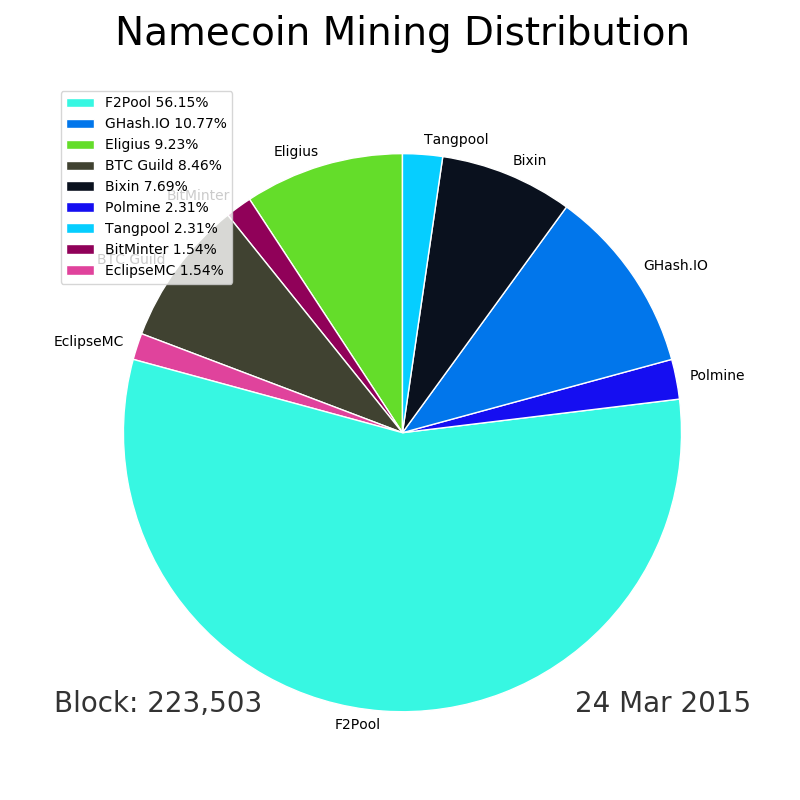 Namecoin Mining Distribution
F2Pool 56.15%
GHash.IO 10.77%
Eligius 9.23%
BTC Guild 8.46%
Bixin 7.69%
Polmine 2.31%
Tangpool 2.31%
BitMinter 1.54%
EclipseMC 1.54%
Tangpool
Eligius
Bixin
BitMinter
BTC Guild
GHash.IO
EclipseMC
Polmine
Block: 223,503
24 Mar 2015
F2Pool